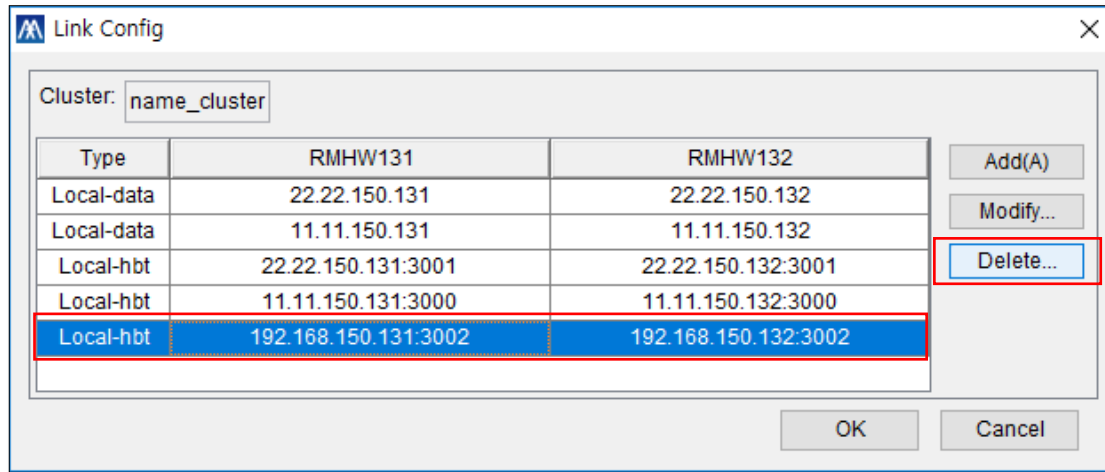 Link Config
Cluster: name_cluster
Type RMHW131 RMHW132
Local-data 22.22.150.131 22.22.150.132
Local-data 11.11.150.131 11.11.150.132
Local-hbt 22.22.150.131:3001 22.22.150.132:3001
Local-hbt 11.11.150.131:3000 11.11.150.132:3000
Local-hbt 192.168.150.131:3002 192.168.150.132:3002
Add(A)
Modify...
Delete...
OK Cancel